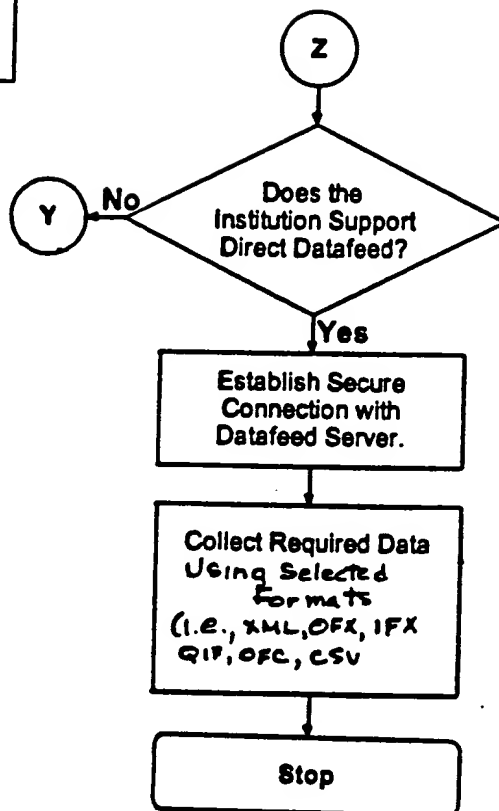 Z
Does the
Institution Support
Direct Datafeed?
No
Y
Yes
Establish Secure
Connection with
Datafeed Server.
Collect Required Data
Using Selected
Formats
(i.e., XML, OFX, IFX
QIF, OFC, CSV
Stop